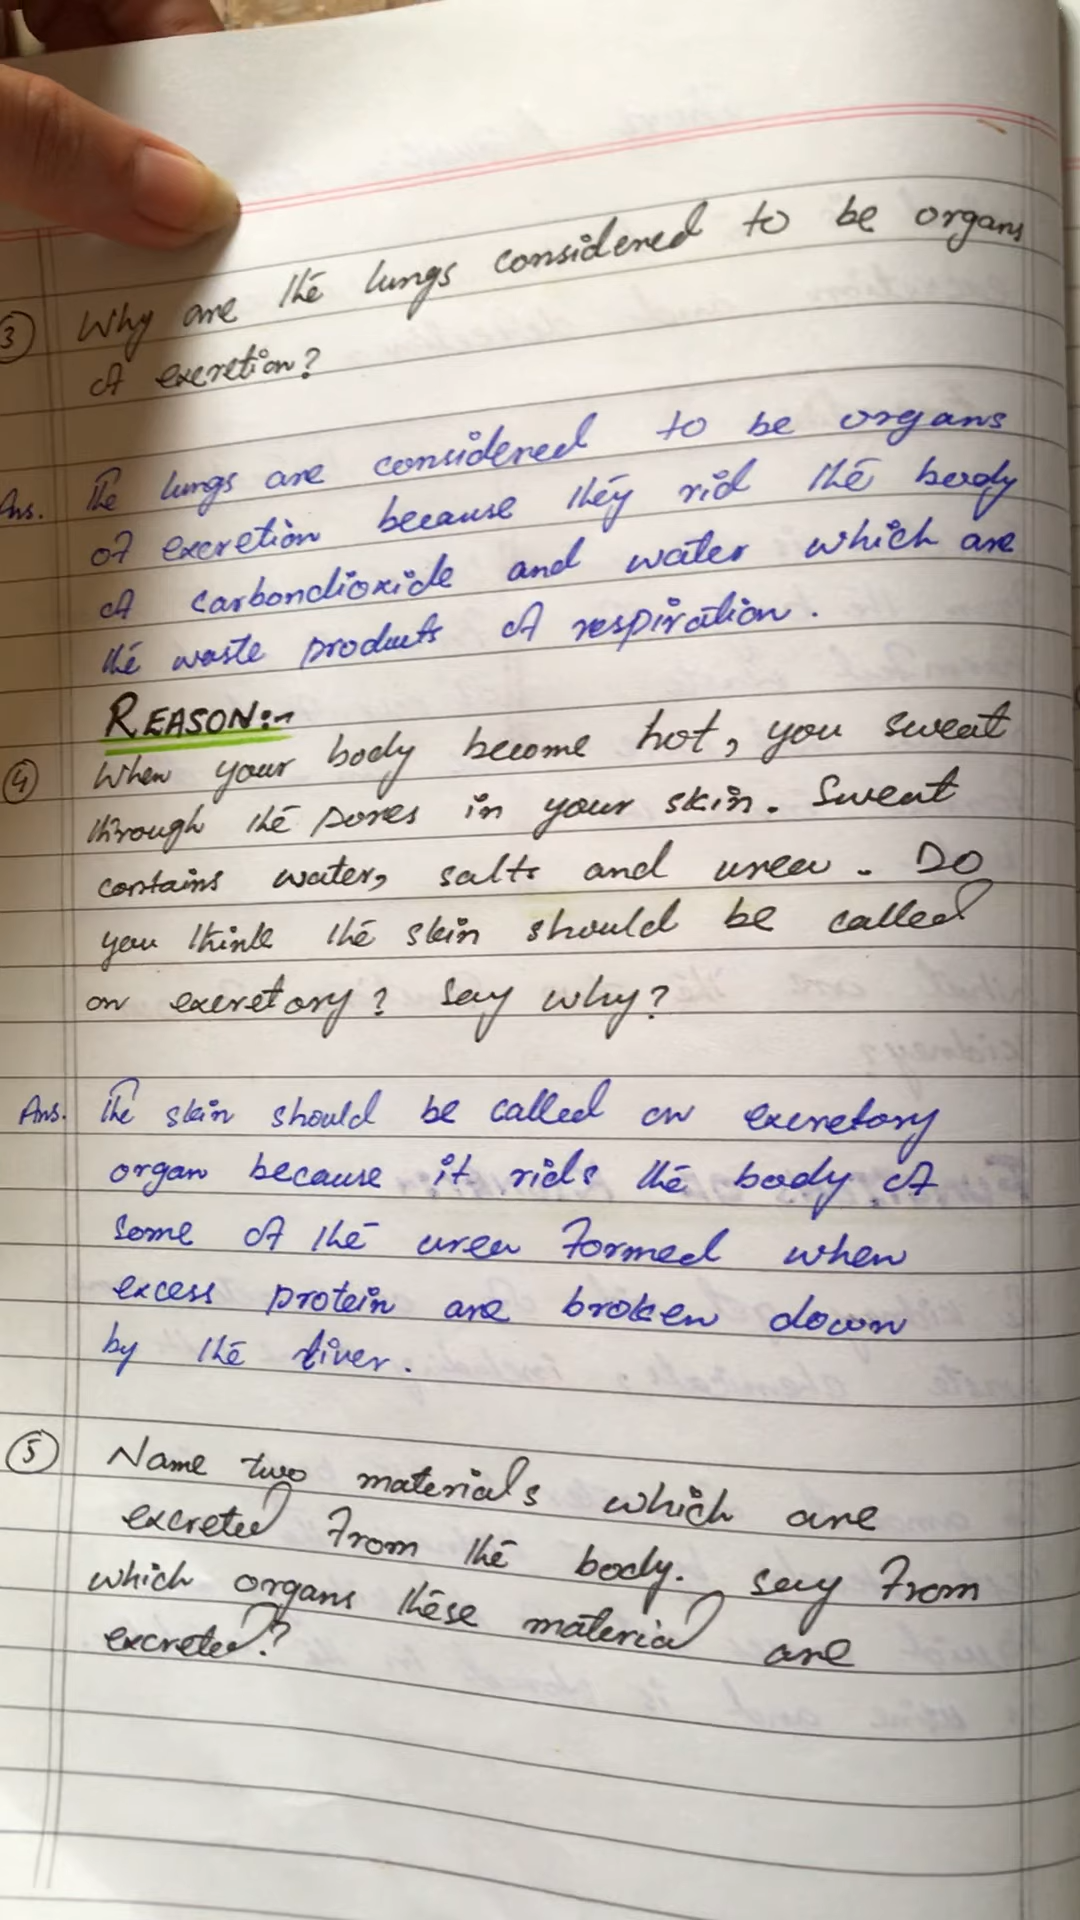 ③ Why are the lungs considered to be organs
of excretion?
Ans. The lungs are considered to be organs
of excretion because they rid the body
of carbondioxide and water which are
the waste products of respiration.
REASON:-
④ When your body become hot, you sweat
through the pores in your skin. Sweat
contains water, salts and urea. Do
you think the skin should be called
an excretory? Say why?
Ans. The skin should be called an excretory
organ because it rids the body of
some of the urea formed when
excess protein are broken down
by the liver.
⑤ Name two materials which are
excreted from the body. say from
which organs these material are
excreted?